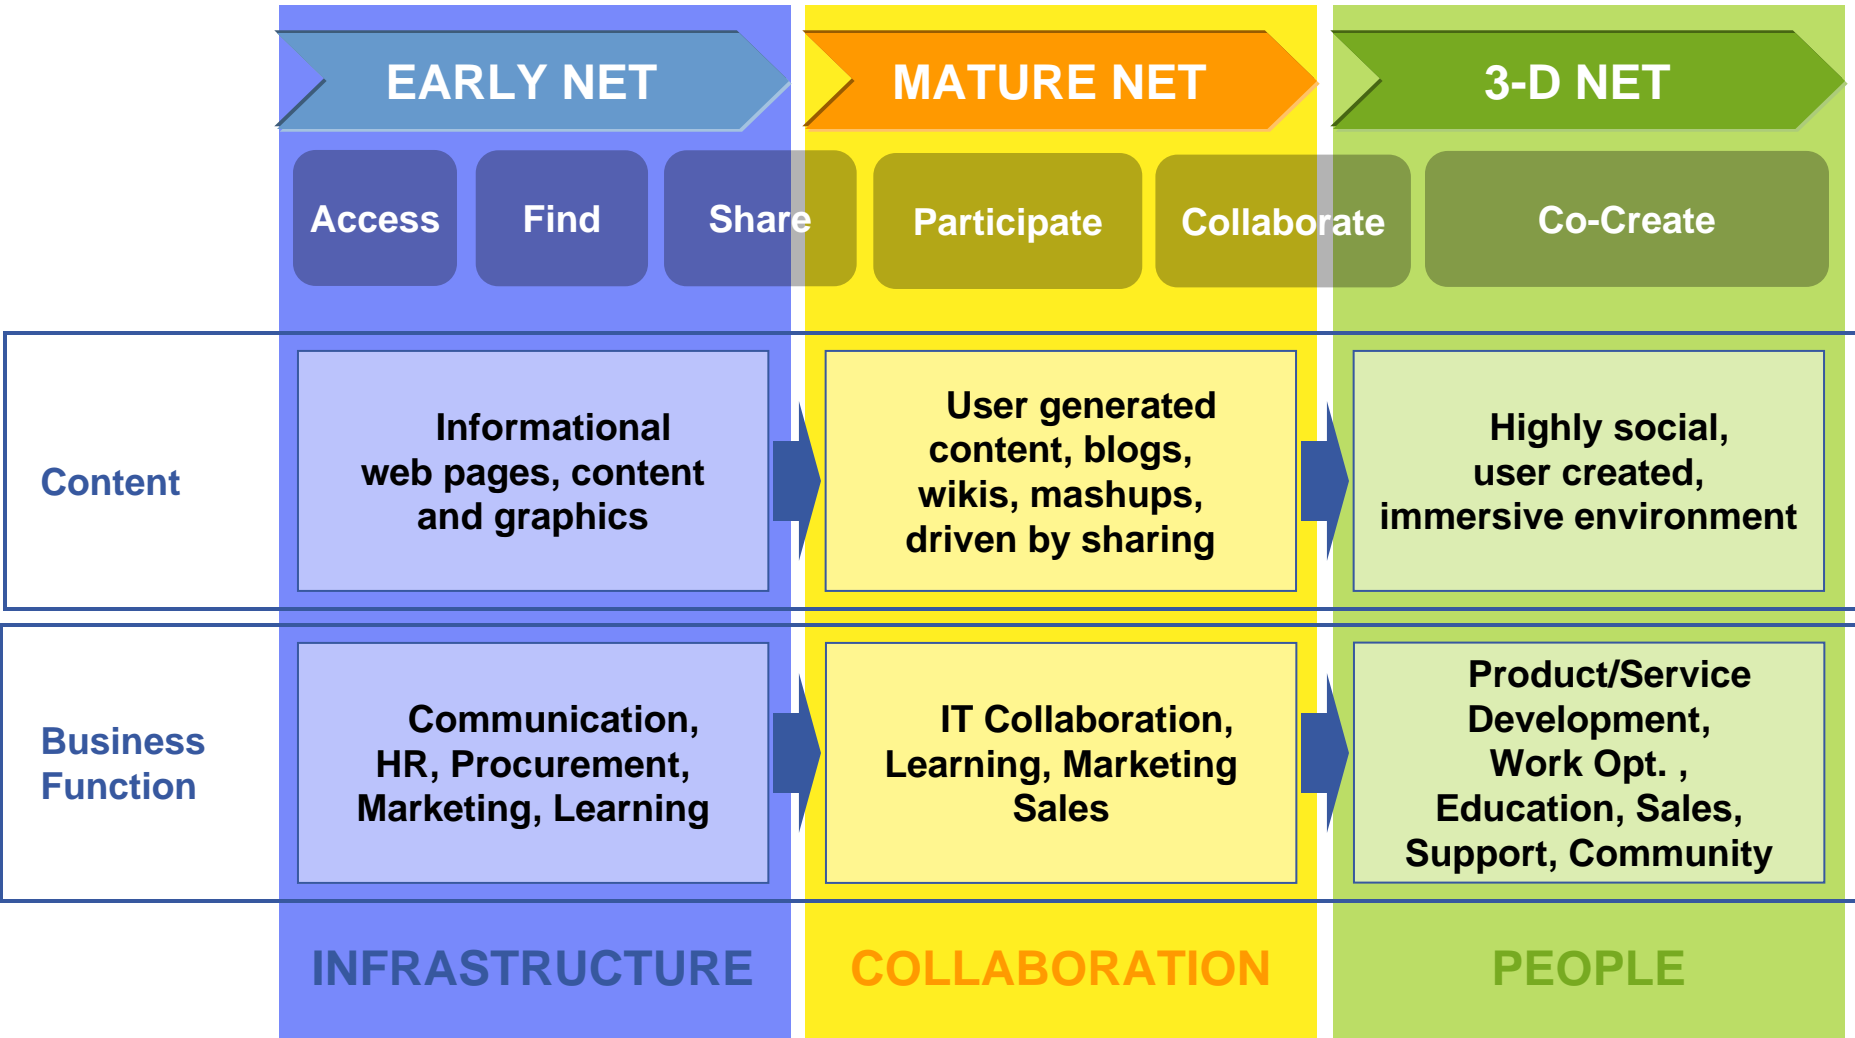 EARLY NET
MATURE NET
3-D NET
Access
Find
Share
Participate
Collaborate
Co-Create
Content
Informational
web pages, content
and graphics
User generated
content, blogs,
wikis, mashups,
driven by sharing
Highly social,
user created,
immersive environment
Business
Function
Communication,
HR, Procurement,
Marketing, Learning
IT Collaboration,
Learning, Marketing
Sales
Product/Service
Development,
Work Opt. ,
Education, Sales,
Support, Community
INFRASTRUCTURE
COLLABORATION
PEOPLE